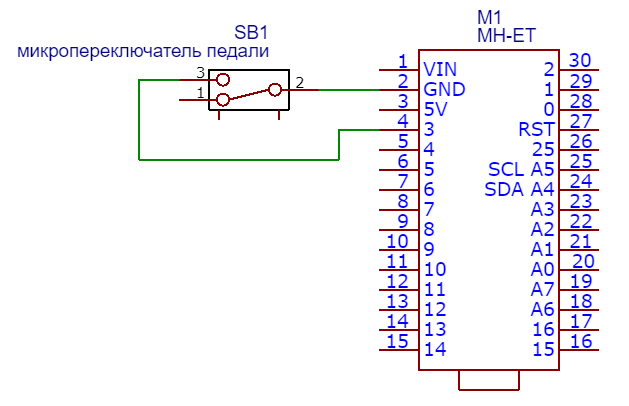 SB1
микропереключатель педали
3
1
2
M1
MH-ET
1 VIN 2 30
2 GND 1 29
3 5V 0 28
4 3 RST 27
5 4 25 26
6 5 SCL A5 25
7 6 SDA A4 24
8 7 A3 23
9 8 A2 22
10 9 A1 21
11 10 A0 20
12 11 A7 19
13 12 A6 18
14 13 16 17
15 14 15 16